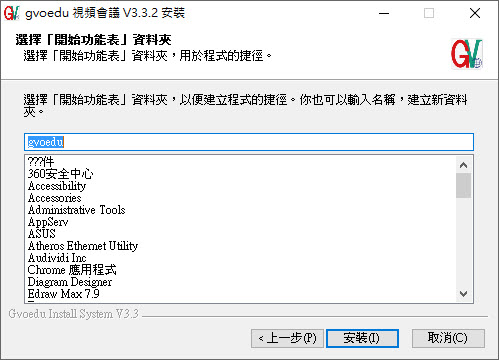 gvoedu 視頻會議 V3.3.2 安裝
選擇「開始功能表」資料夾
選擇「開始功能表」資料夾，用於程式的捷徑。
GV
選擇「開始功能表」資料夾，以便建立程式的捷徑。你也可以輸入名稱，建立新資料
夾。
gvoedu
???件
360安全中心
Accessibility
Accessories
Administrative Tools
AppServ
ASUS
Atheros Ethernet Utility
Audividi Inc
Chrome 應用程式
Diagram Designer
Edraw Max 7.9
Gvoedu Install System V3.3
< 上一步(P)
安裝(I)
取消(C)